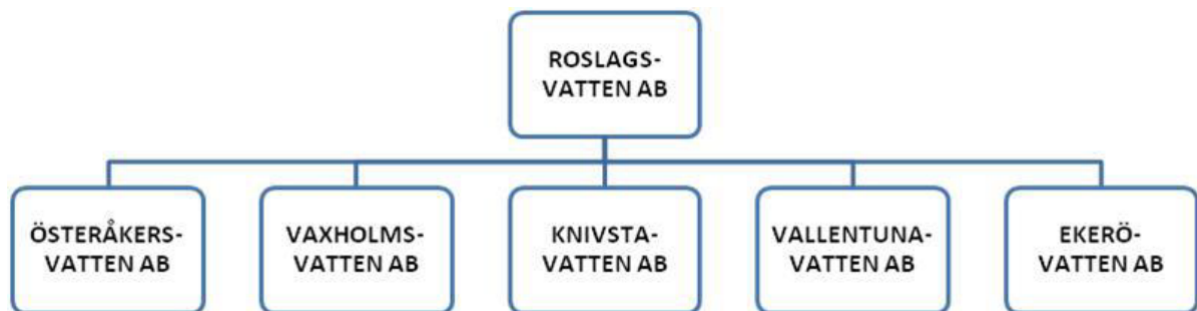 ROSLAGS-
VATTEN AB
ÖSTERÅKERS-
VATTEN AB
VAXHOLMS-
VATTEN AB
KNIVSTA-
VATTEN AB
VALLENTUNA-
VATTEN AB
EKERÖ-
VATTEN AB